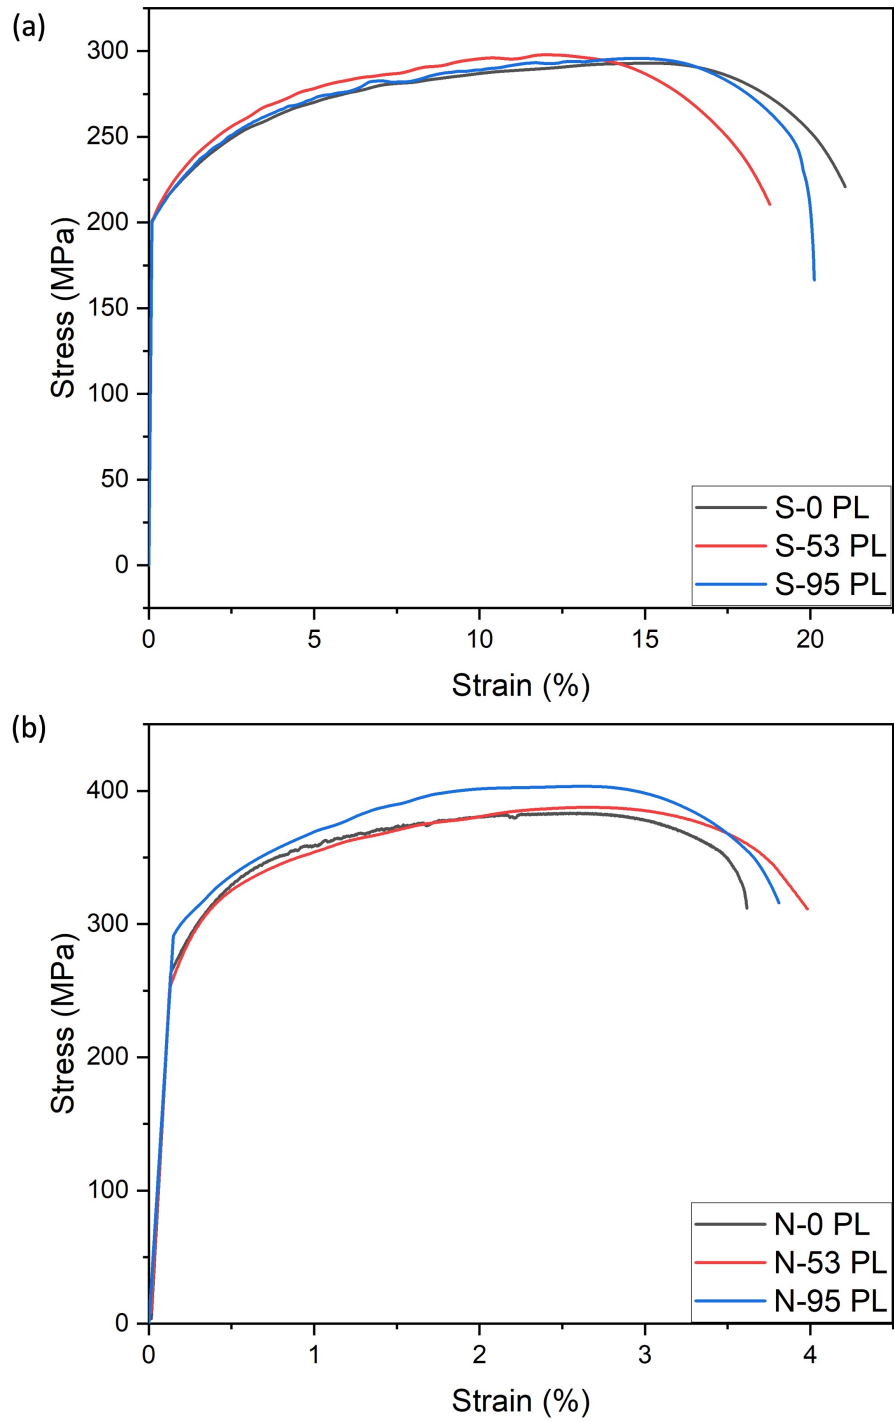 (a)
300
250
200
150
100
50
0
Stress (MPa)
S-0 PL
S-53 PL
S-95 PL
0 5 10 15 20
Strain (%)
(b)
400
300
200
100
0
Stress (MPa)
N-0 PL
N-53 PL
N-95 PL
0 1 2 3 4
Strain (%)